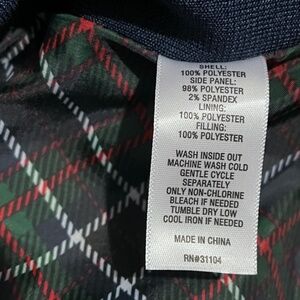 SHELL:
100% POLYESTER
SIDE PANEL:
98% POLYESTER
2% SPANDEX
LINING:
100% POLYESTER
FILLING:
100% POLYESTER
WASH INSIDE OUT
MACHINE WASH COLD
GENTLE CYCLE
SEPARATELY
ONLY NON-CHLORINE
BLEACH IF NEEDED
TUMBLE DRY LOW
COOL IRON IF NEEDED
MADE IN CHINA
RN#31104